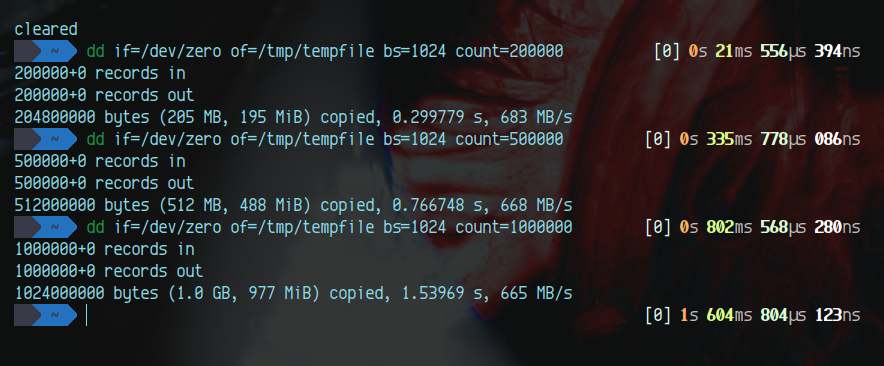 cleared
~ dd if=/dev/zero of=/tmp/tempfile bs=1024 count=200000 [0] 0s 21ms 556µs 394ns
200000+0 records in
200000+0 records out
204800000 bytes (205 MB, 195 MiB) copied, 0.299779 s, 683 MB/s
~ dd if=/dev/zero of=/tmp/tempfile bs=1024 count=500000 [0] 0s 335ms 778µs 086ns
500000+0 records in
500000+0 records out
512000000 bytes (512 MB, 488 MiB) copied, 0.766748 s, 668 MB/s
~ dd if=/dev/zero of=/tmp/tempfile bs=1024 count=1000000 [0] 0s 802ms 568µs 280ns
1000000+0 records in
1000000+0 records out
1024000000 bytes (1.0 GB, 977 MiB) copied, 1.53969 s, 665 MB/s
~ [0] 1s 604ms 804µs 123ns